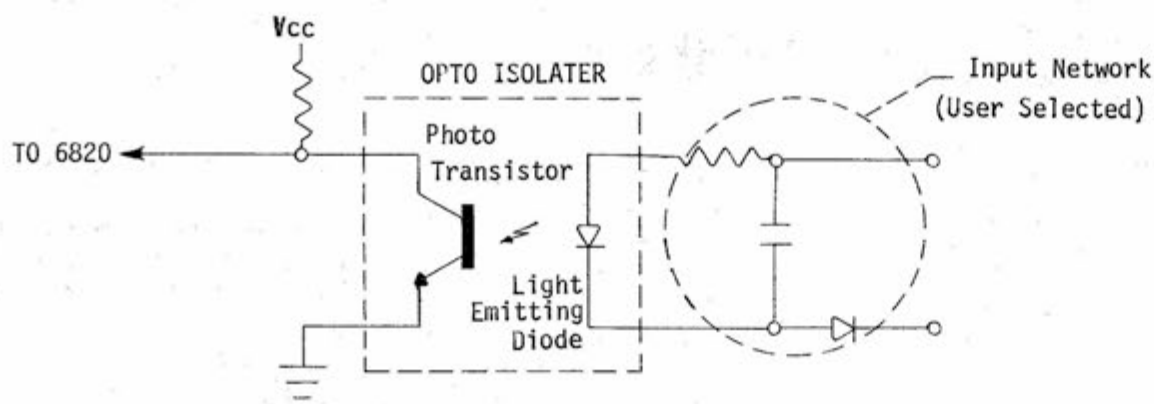 Vcc
OPTO ISOLATER
Input Network
(User Selected)
Photo
Transistor
TO 6820
Light
Emitting
Diode